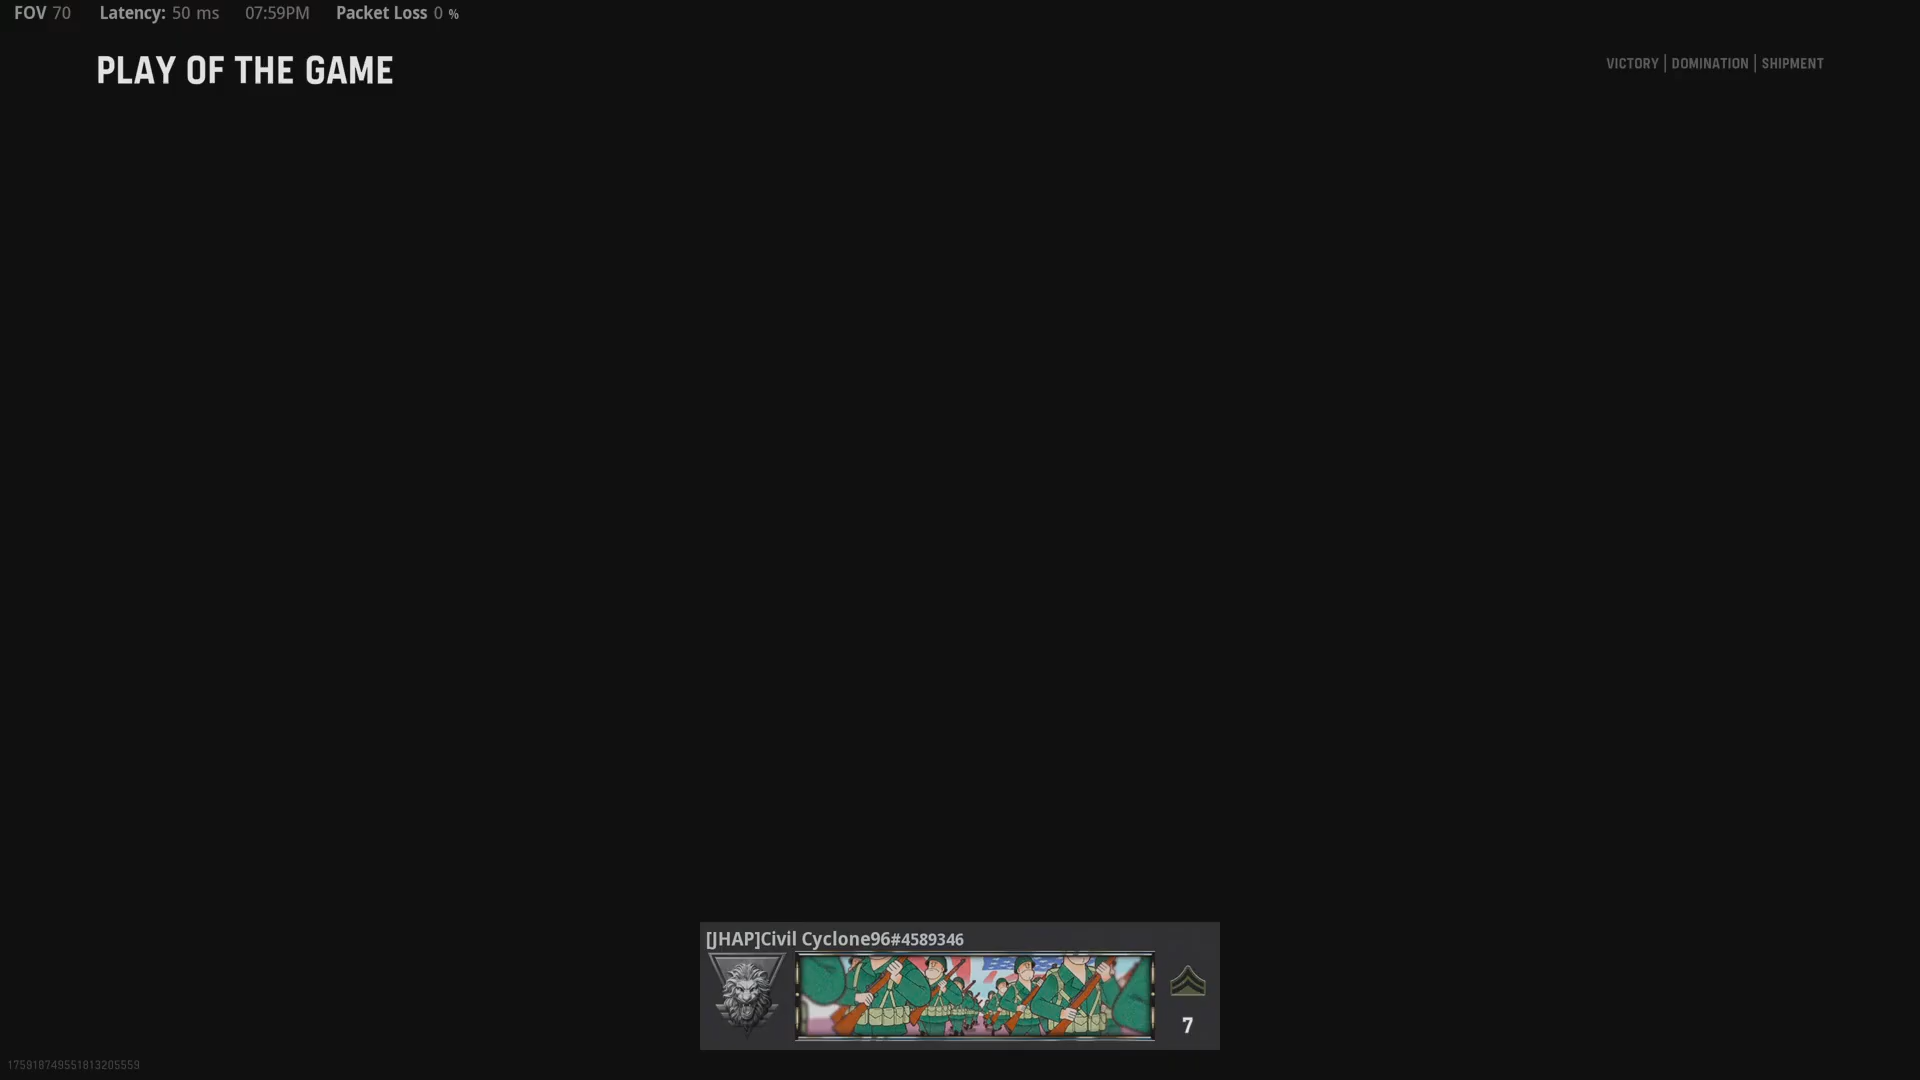 FOV 70 Latency: 50 ms 07:59PM Packet Loss 0 %
PLAY OF THE GAME
VICTORY | DOMINATION | SHIPMENT
[JHAP]Civil Cyclone96#4589346
7
175918749551813205559